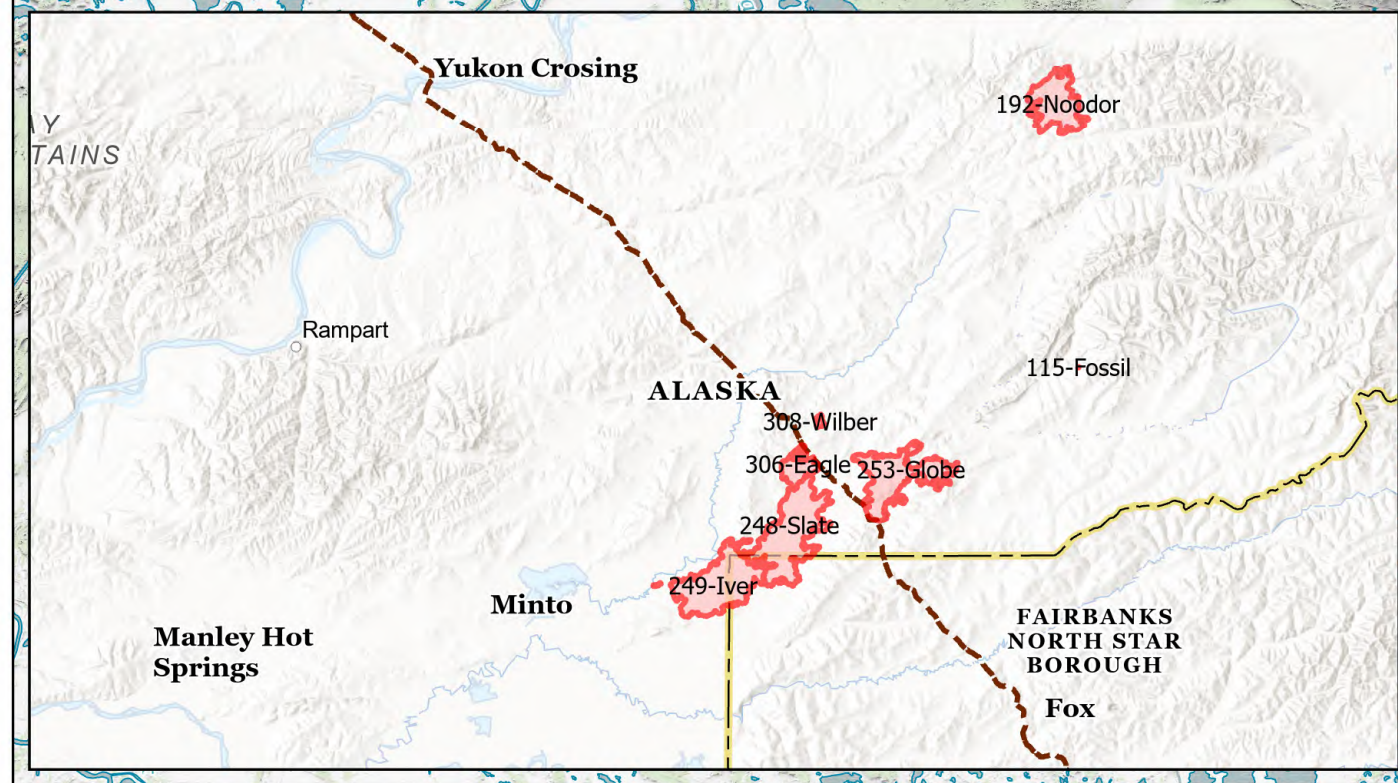 Yukon Crosing
192-Noodor
TAINS
Rampart
115-Fossil
ALASKA
308-Wilber
306-Eagle
253-Globe
248-Slate
249-Iver
Minto
Manley Hot
Springs
FAIRBANKS
NORTH STAR
BOROUGH
Fox